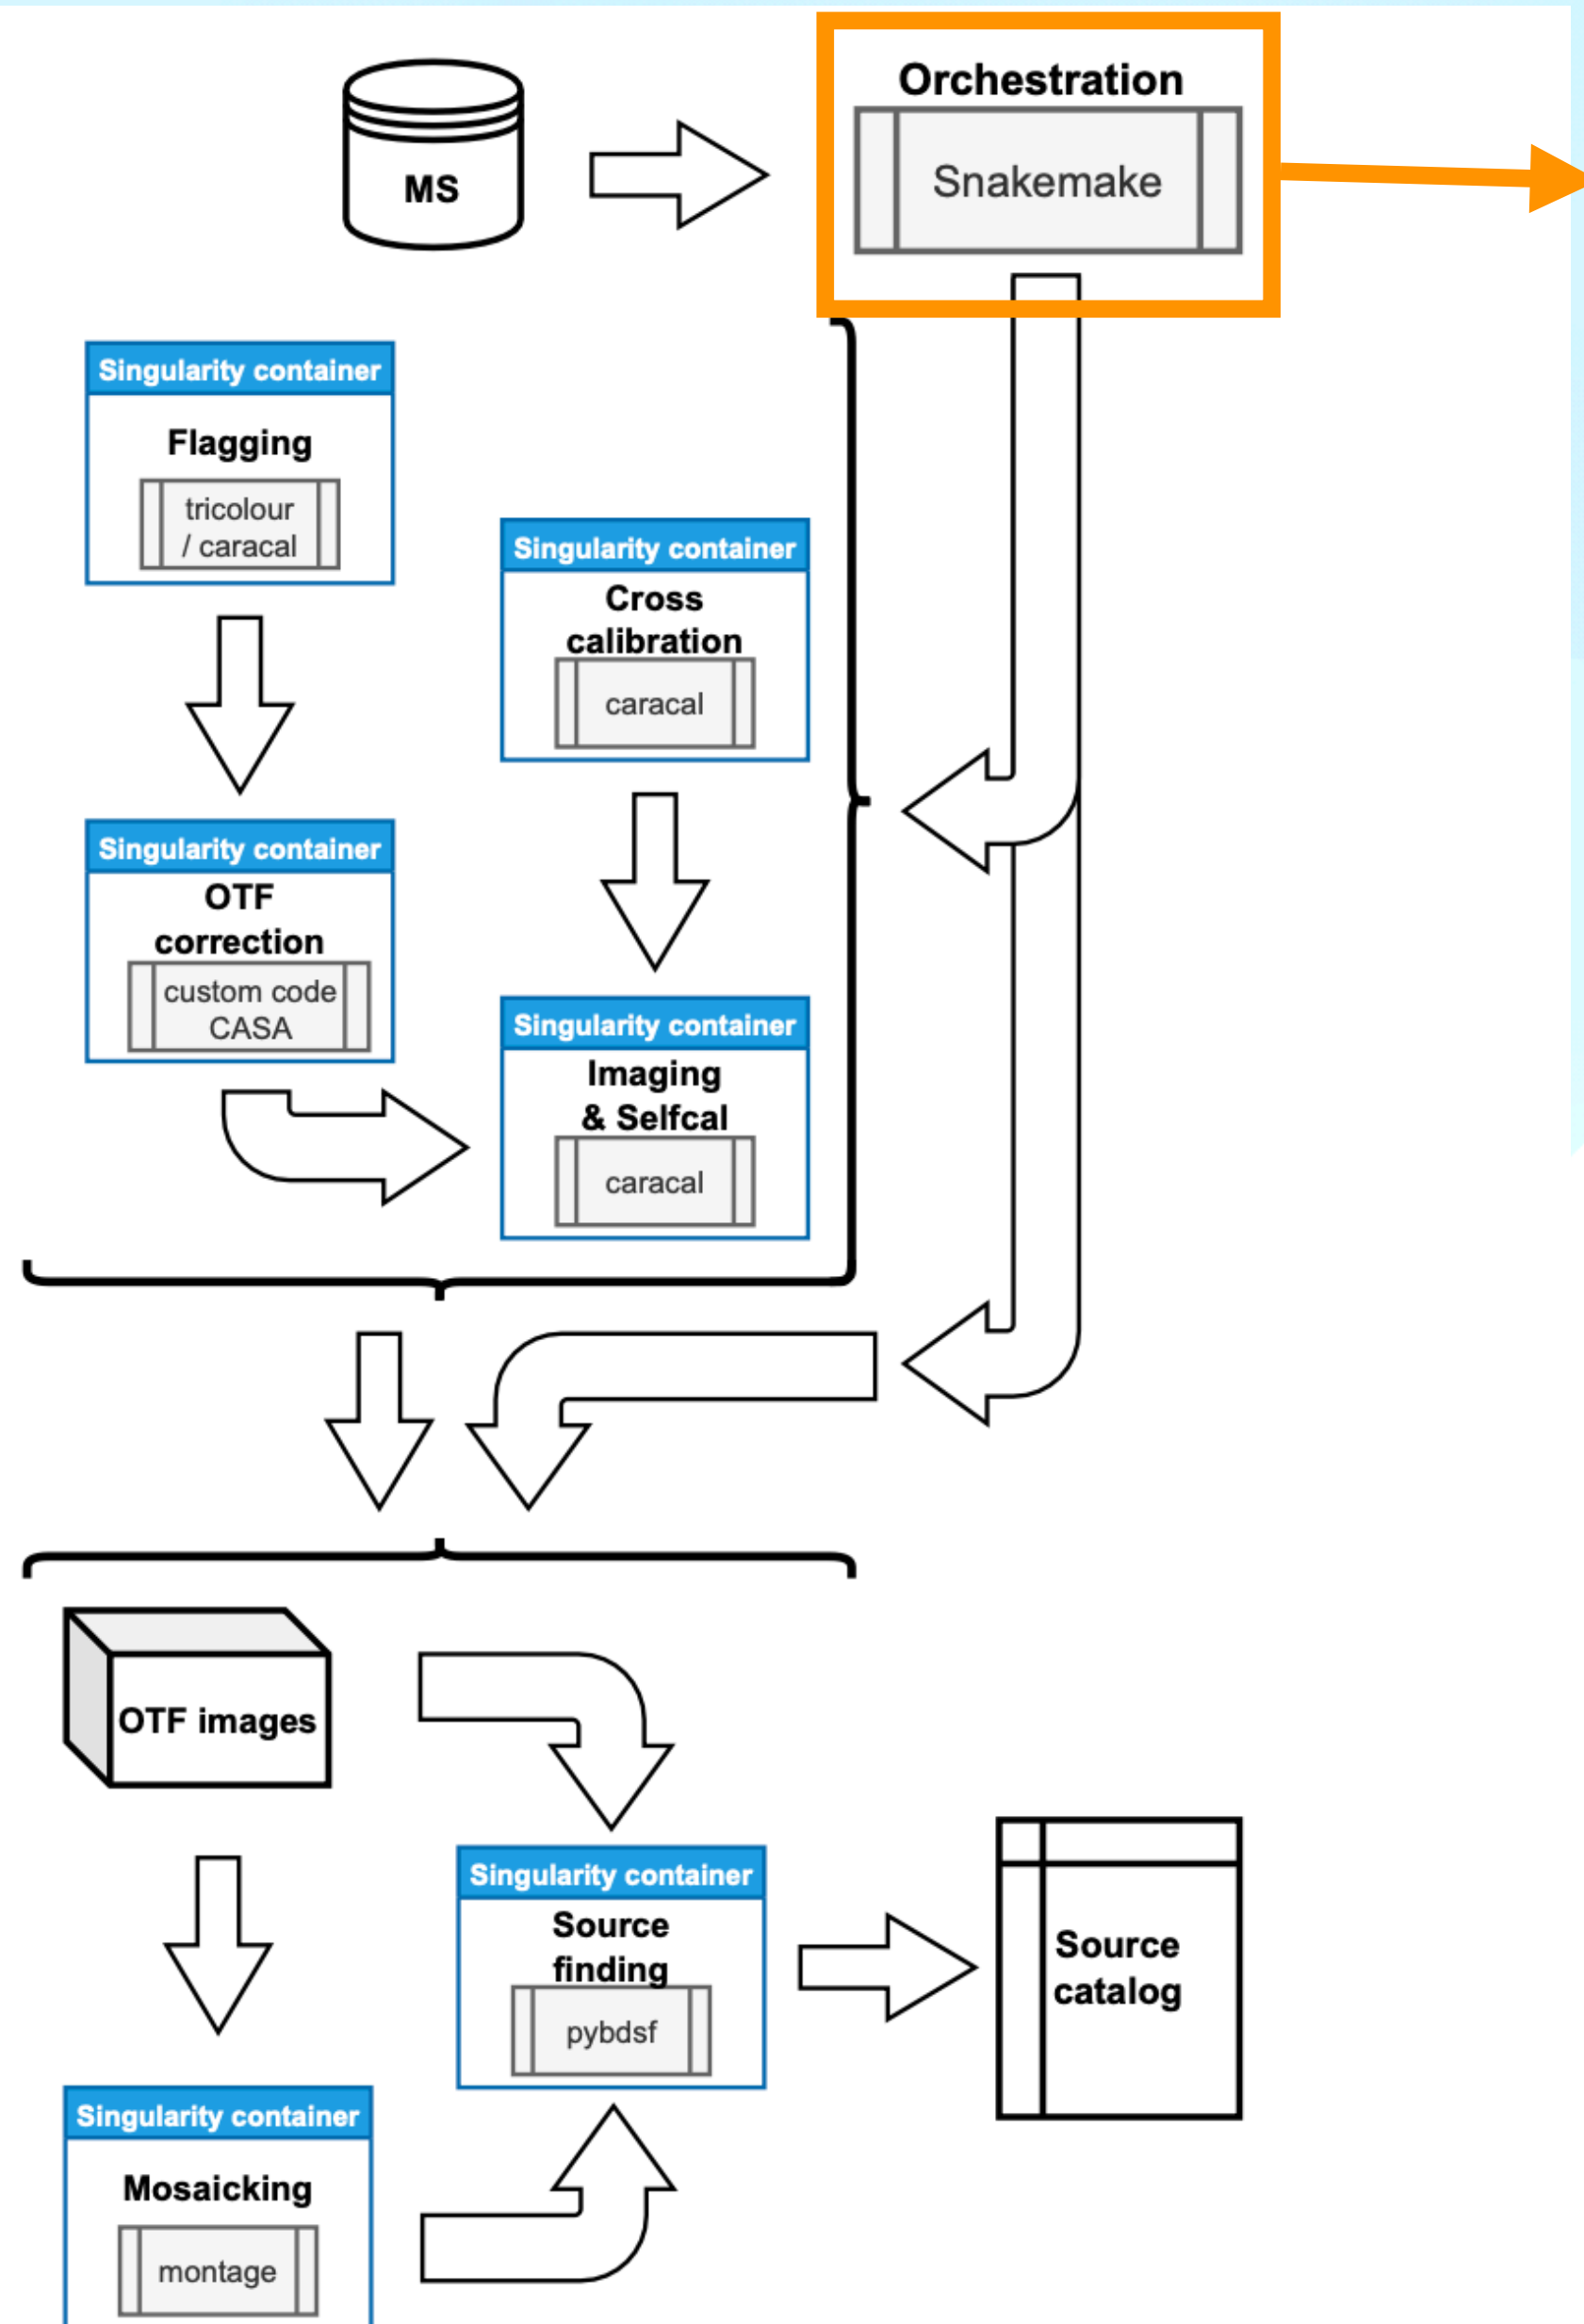 MS
Orchestration
Snakemake
Singularity container
Flagging
tricolour
/ caracal
Singularity container
Cross
calibration
caracal
Singularity container
OTF
correction
custom code
CASA
Singularity container
Imaging
& Selfcal
caracal
OTF images
Singularity container
Source
finding
pybdsf
Source
catalog
Singularity container
Mosaicking
montage